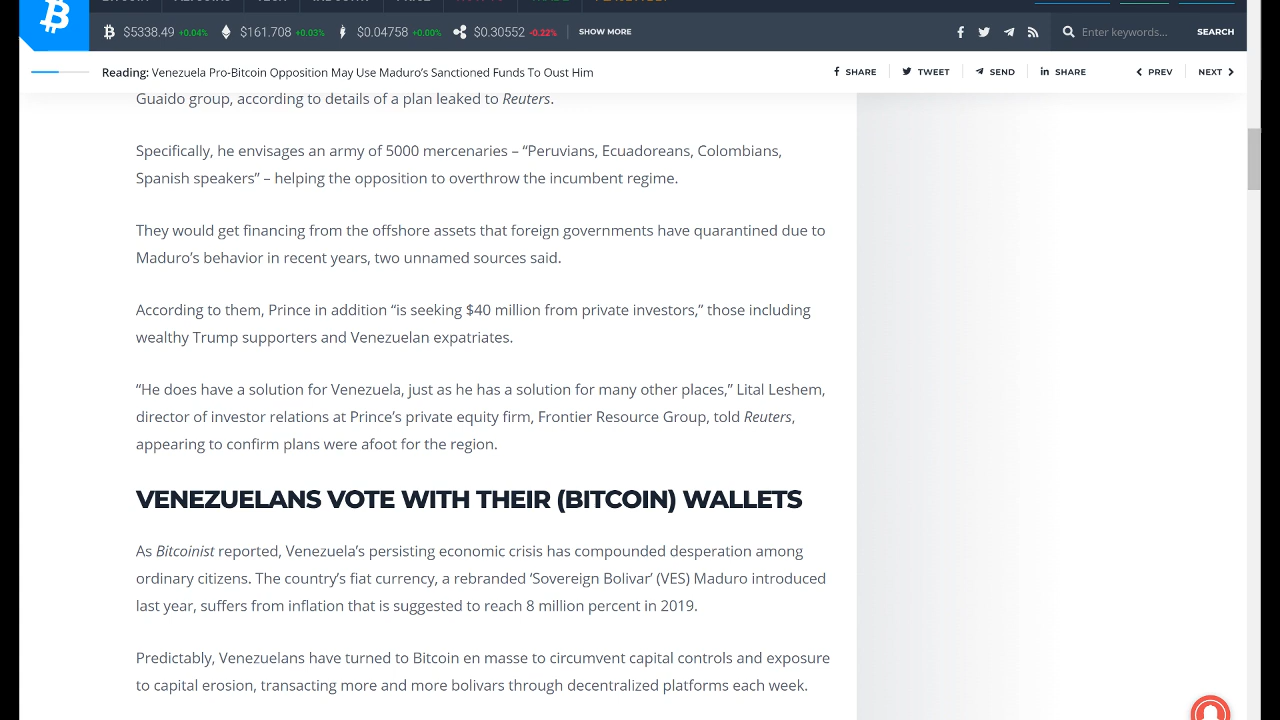 $5338.49 +0.04% $161.708 +0.03% $0.04758 +0.00% $0.30552 -0.22% SHOW MORE Enter keywords... SEARCH
Reading: Venezuela Pro-Bitcoin Opposition May Use Maduro’s Sanctioned Funds To Oust Him SHARE TWEET SEND SHARE PREV NEXT
Guaido group, according to details of a plan leaked to Reuters.
Specifically, he envisages an army of 5000 mercenaries – “Peruvians, Ecuadoreans, Colombians,
Spanish speakers” – helping the opposition to overthrow the incumbent regime.
They would get financing from the offshore assets that foreign governments have quarantined due to
Maduro’s behavior in recent years, two unnamed sources said.
According to them, Prince in addition “is seeking $40 million from private investors,” those including
wealthy Trump supporters and Venezuelan expatriates.
“He does have a solution for Venezuela, just as he has a solution for many other places,” Lital Leshem,
director of investor relations at Prince’s private equity firm, Frontier Resource Group, told Reuters,
appearing to confirm plans were afoot for the region.
VENEZUELANS VOTE WITH THEIR (BITCOIN) WALLETS
As Bitcoinist reported, Venezuela’s persisting economic crisis has compounded desperation among
ordinary citizens. The country’s fiat currency, a rebranded ‘Sovereign Bolivar’ (VES) Maduro introduced
last year, suffers from inflation that is suggested to reach 8 million percent in 2019.
Predictably, Venezuelans have turned to Bitcoin en masse to circumvent capital controls and exposure
to capital erosion, transacting more and more bolivars through decentralized platforms each week.